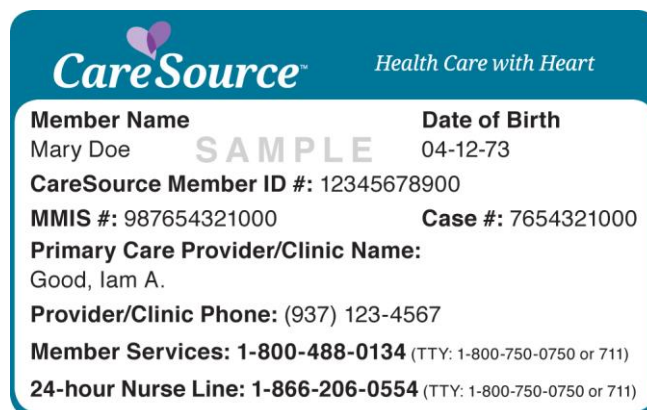 CareSource™ Health Care with Heart
Member Name Date of Birth
Mary Doe SAMPLE 04-12-73
CareSource Member ID #: 12345678900
MMIS #: 987654321000 Case #: 7654321000
Primary Care Provider/Clinic Name:
Good, Iam A.
Provider/Clinic Phone: (937) 123-4567
Member Services: 1-800-488-0134 (TTY: 1-800-750-0750 or 711)
24-hour Nurse Line: 1-866-206-0554 (TTY: 1-800-750-0750 or 711)